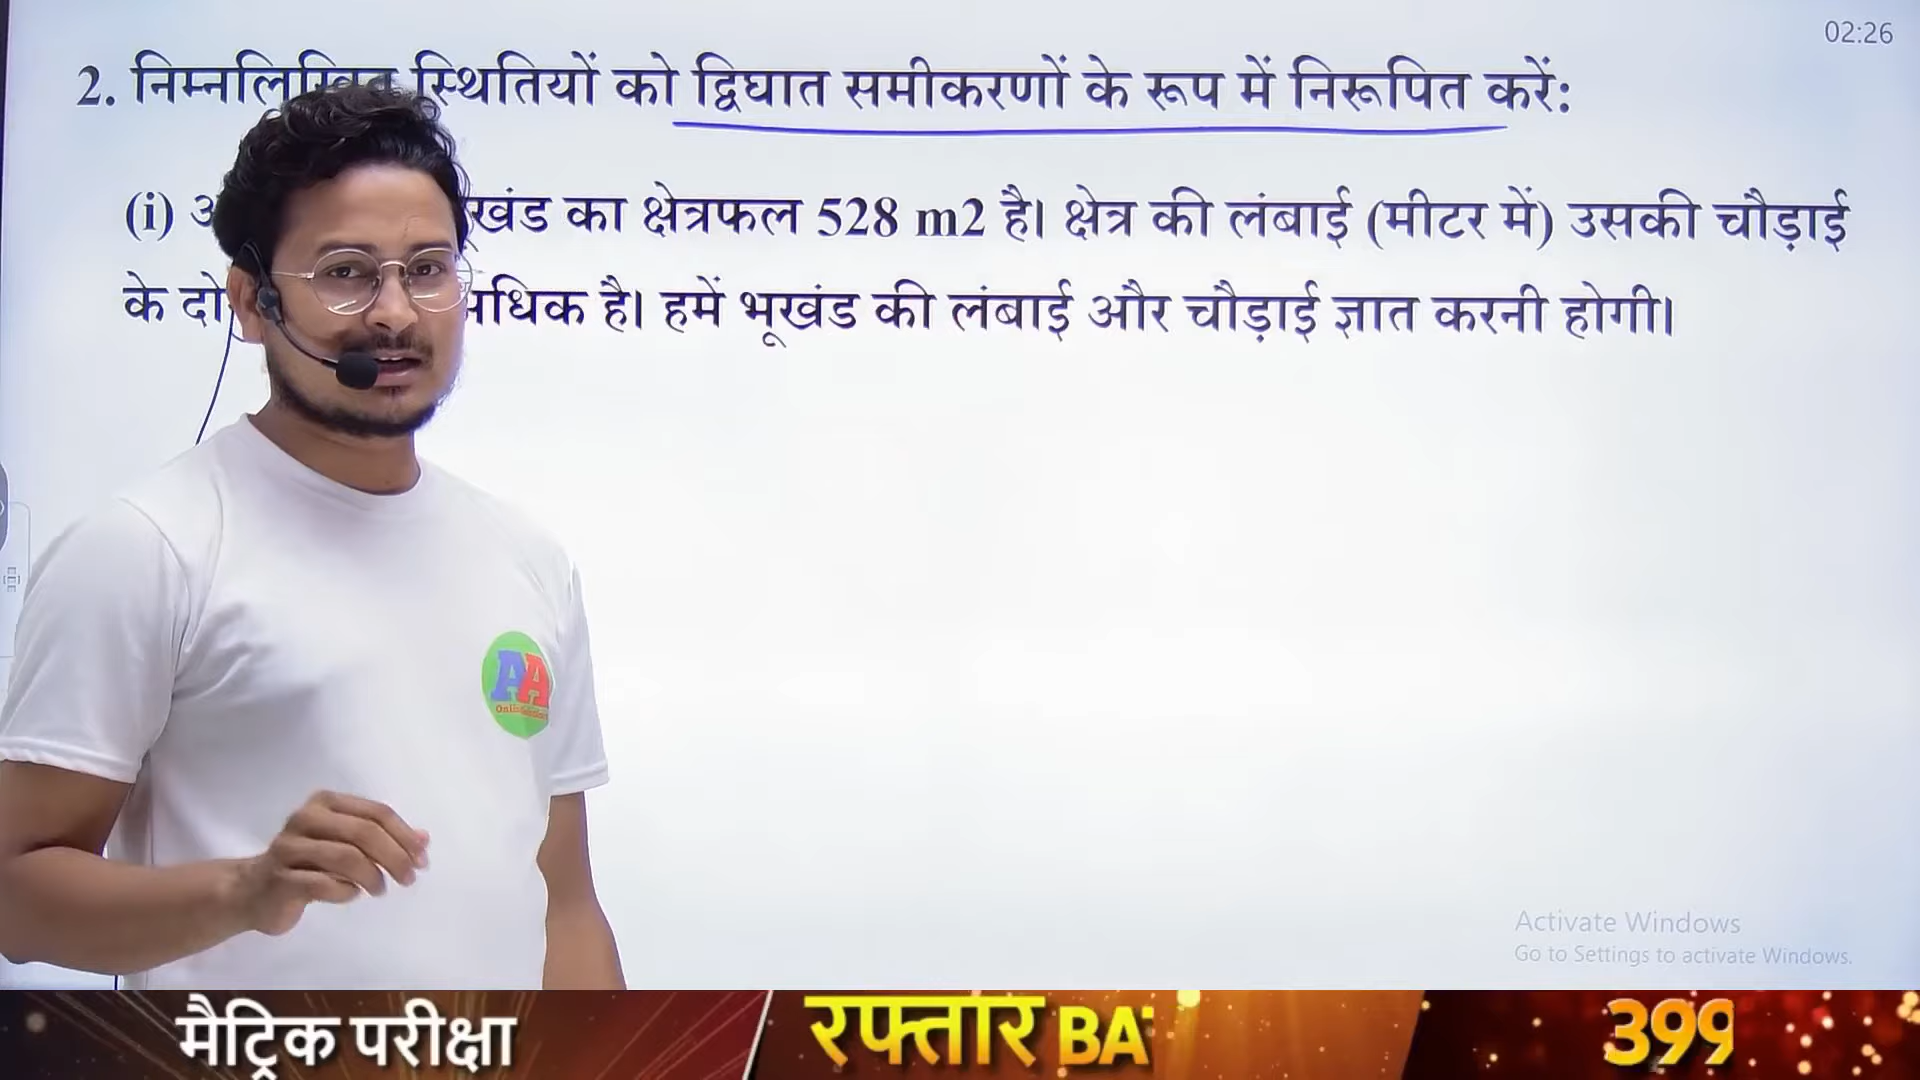 02:26
2. निम्नलिखित स्थितियों को द्विघात समीकरणों के रूप में निरूपित करें:
(i) का क्षेत्रफल 528 m2 है। क्षेत्र की लंबाई (मीटर में) उसकी चौड़ाई
के है। हमें भूखंड की लंबाई और चौड़ाई ज्ञात करनी होगी।
AA
Activate Windows
Go to Settings to activate Windows.
मैट्रिक परीक्षा रफ्तार BA 399